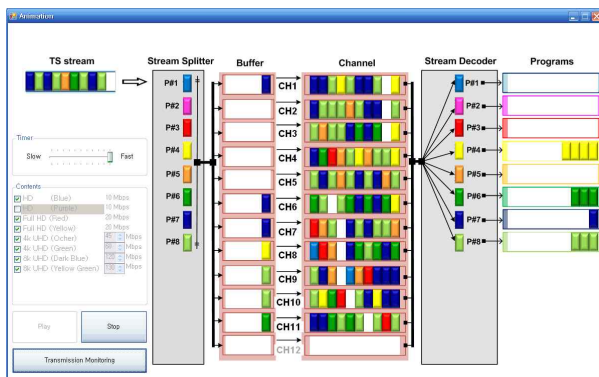 Animation
TS stream
Stream Splitter
Buffer
Channel
Stream Decoder
Programs
P#1
P#2
P#3
P#4
P#5
P#6
P#7
P#8
CH1
CH2
CH3
CH4
CH5
CH6
CH7
CH8
CH9
CH10
CH11
CH12
P#1
P#2
P#3
P#4
P#5
P#6
P#7
P#8
Timer
Slow
Fast
Contents
HD (Blue) 10 Mbps
HD (Purple) 10 Mbps
Full HD (Red) 20 Mbps
Full HD (Yellow) 20 Mbps
4k UHD (Ocher) 45 Mbps
4k UHD (Green) Mbps
8k UHD (Dark Blue) 120 Mbps
8k UHD (Yellow Green) 130 Mbps
Play
Stop
Transmission Monitoring